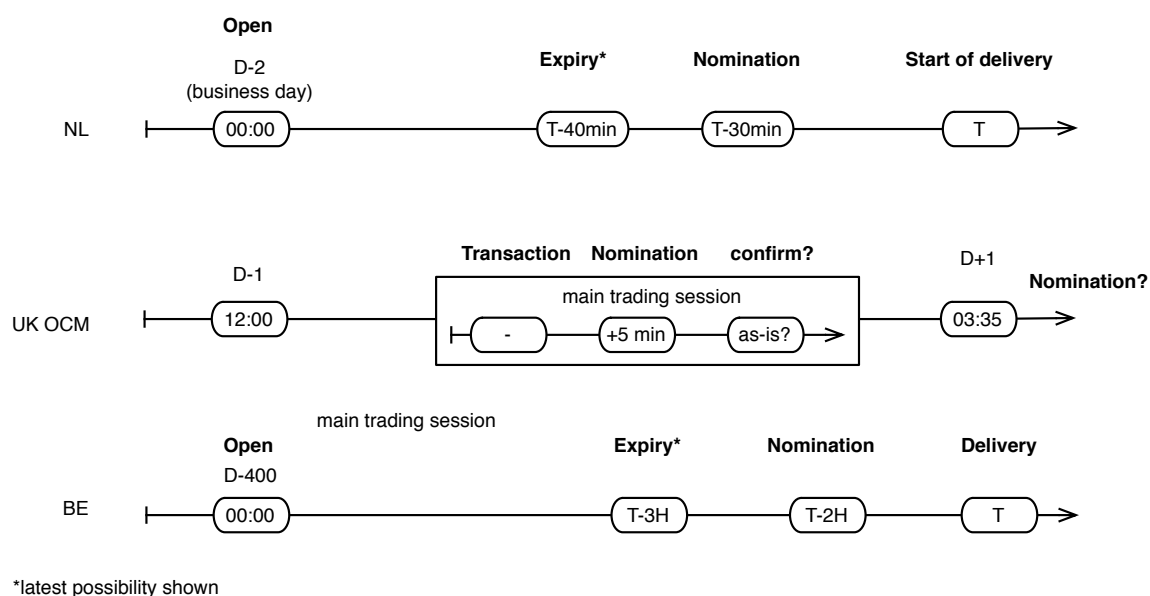 Open
D-2
(business day)
Expiry*
Nomination
Start of delivery
NL
00:00
T-40min
T-30min
T
Transaction
Nomination
confirm?
D-1
main trading session
D+1
Nomination?
UK OCM
12:00
-
+5 min
as-is?
03:35
main trading session
Open
D-400
Expiry*
Nomination
Delivery
BE
00:00
T-3H
T-2H
T
*latest possibility shown